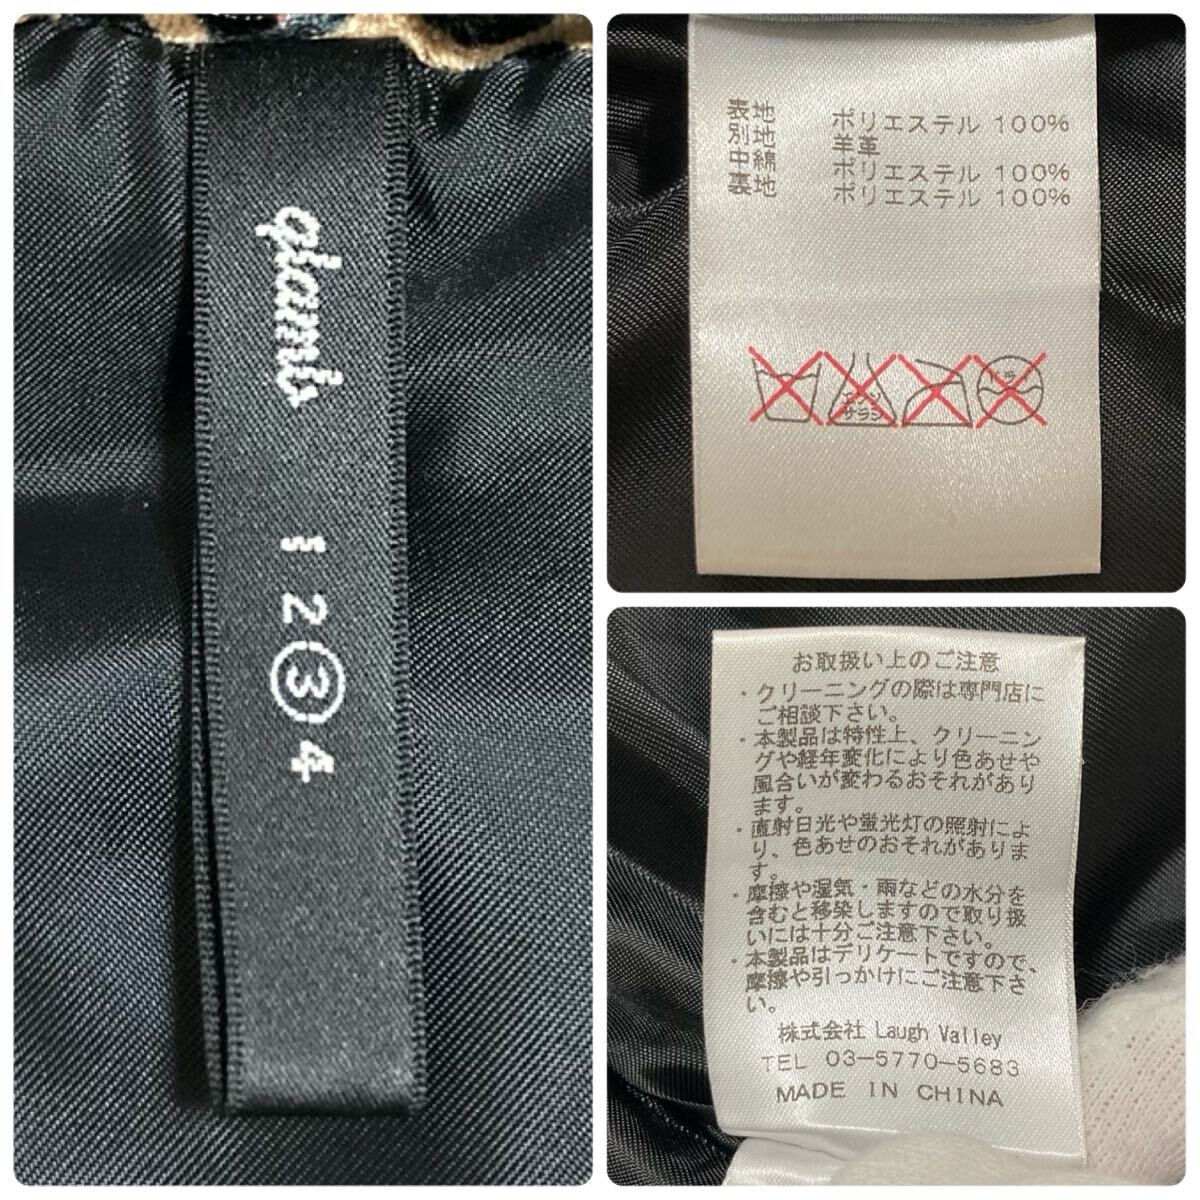 glamb
1 2 3 4
表地 ポリエステル 100%
別地 羊革
中綿 ポリエステル 100%
裏地 ポリエステル 100%
エンソ
サラシ
お取扱い上のご注意
・クリーニングの際は専門店に
ご相談下さい。
・本製品は特性上、クリーニン
グや経年変化により色あせや
風合いが変わるおそれがあり
ます。
・直射日光や蛍光灯の照射によ
り、色あせのおそれがありま
す。
・摩擦や湿気・雨などの水分を
含むと移染しますので取り扱
いには十分ご注意下さい。
・本製品はデリケートですので、
摩擦や引っかけにご注意下さ
い。
株式会社 Laugh Valley
TEL 03-5770-5683
MADE IN CHINA